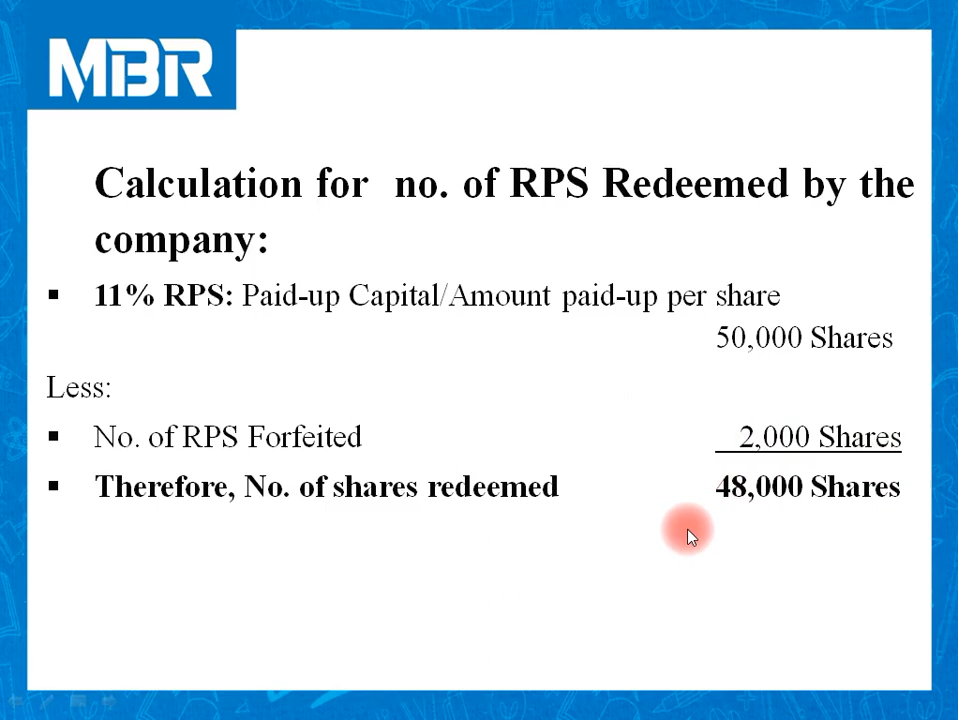 MBR
Calculation for no. of RPS Redeemed by the
company:
▪ 11% RPS: Paid-up Capital/Amount paid-up per share
50,000 Shares
Less:
▪ No. of RPS Forfeited 2,000 Shares
▪ Therefore, No. of shares redeemed 48,000 Shares